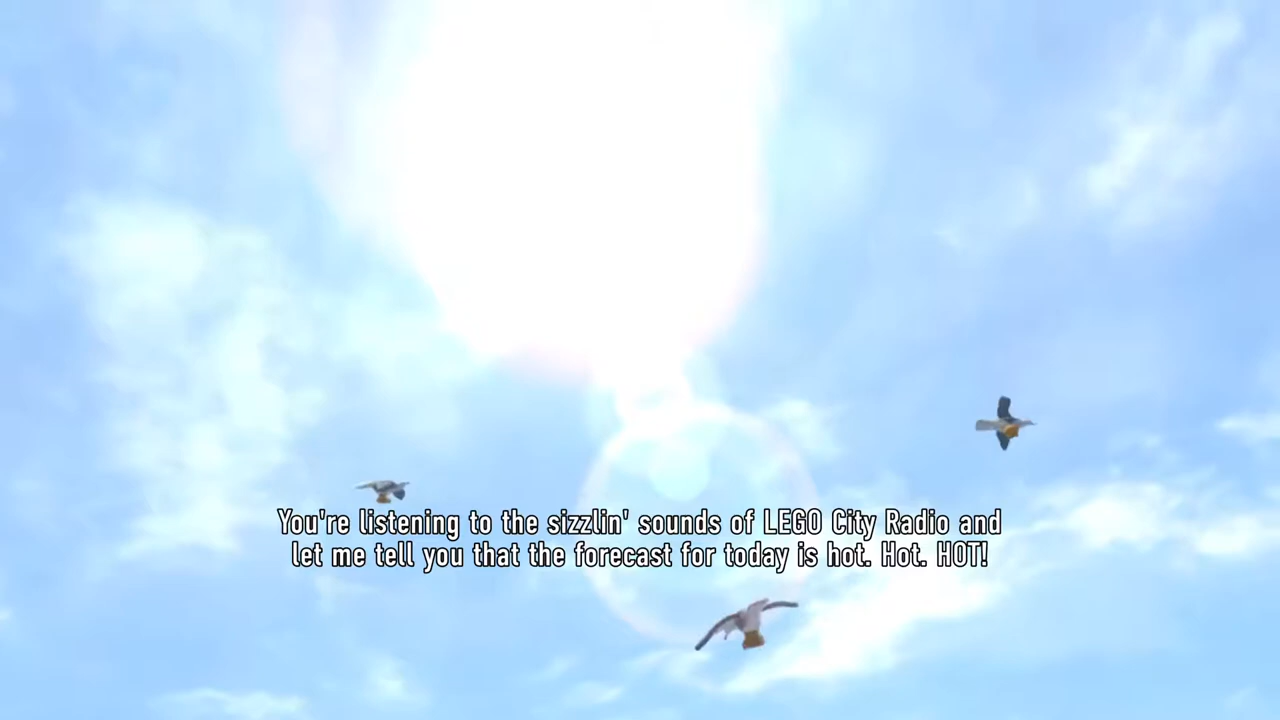 You're listening to the sizzlin' sounds of LEGO City Radio and
let me tell you that the forecast for today is hot. Hot. HOT!